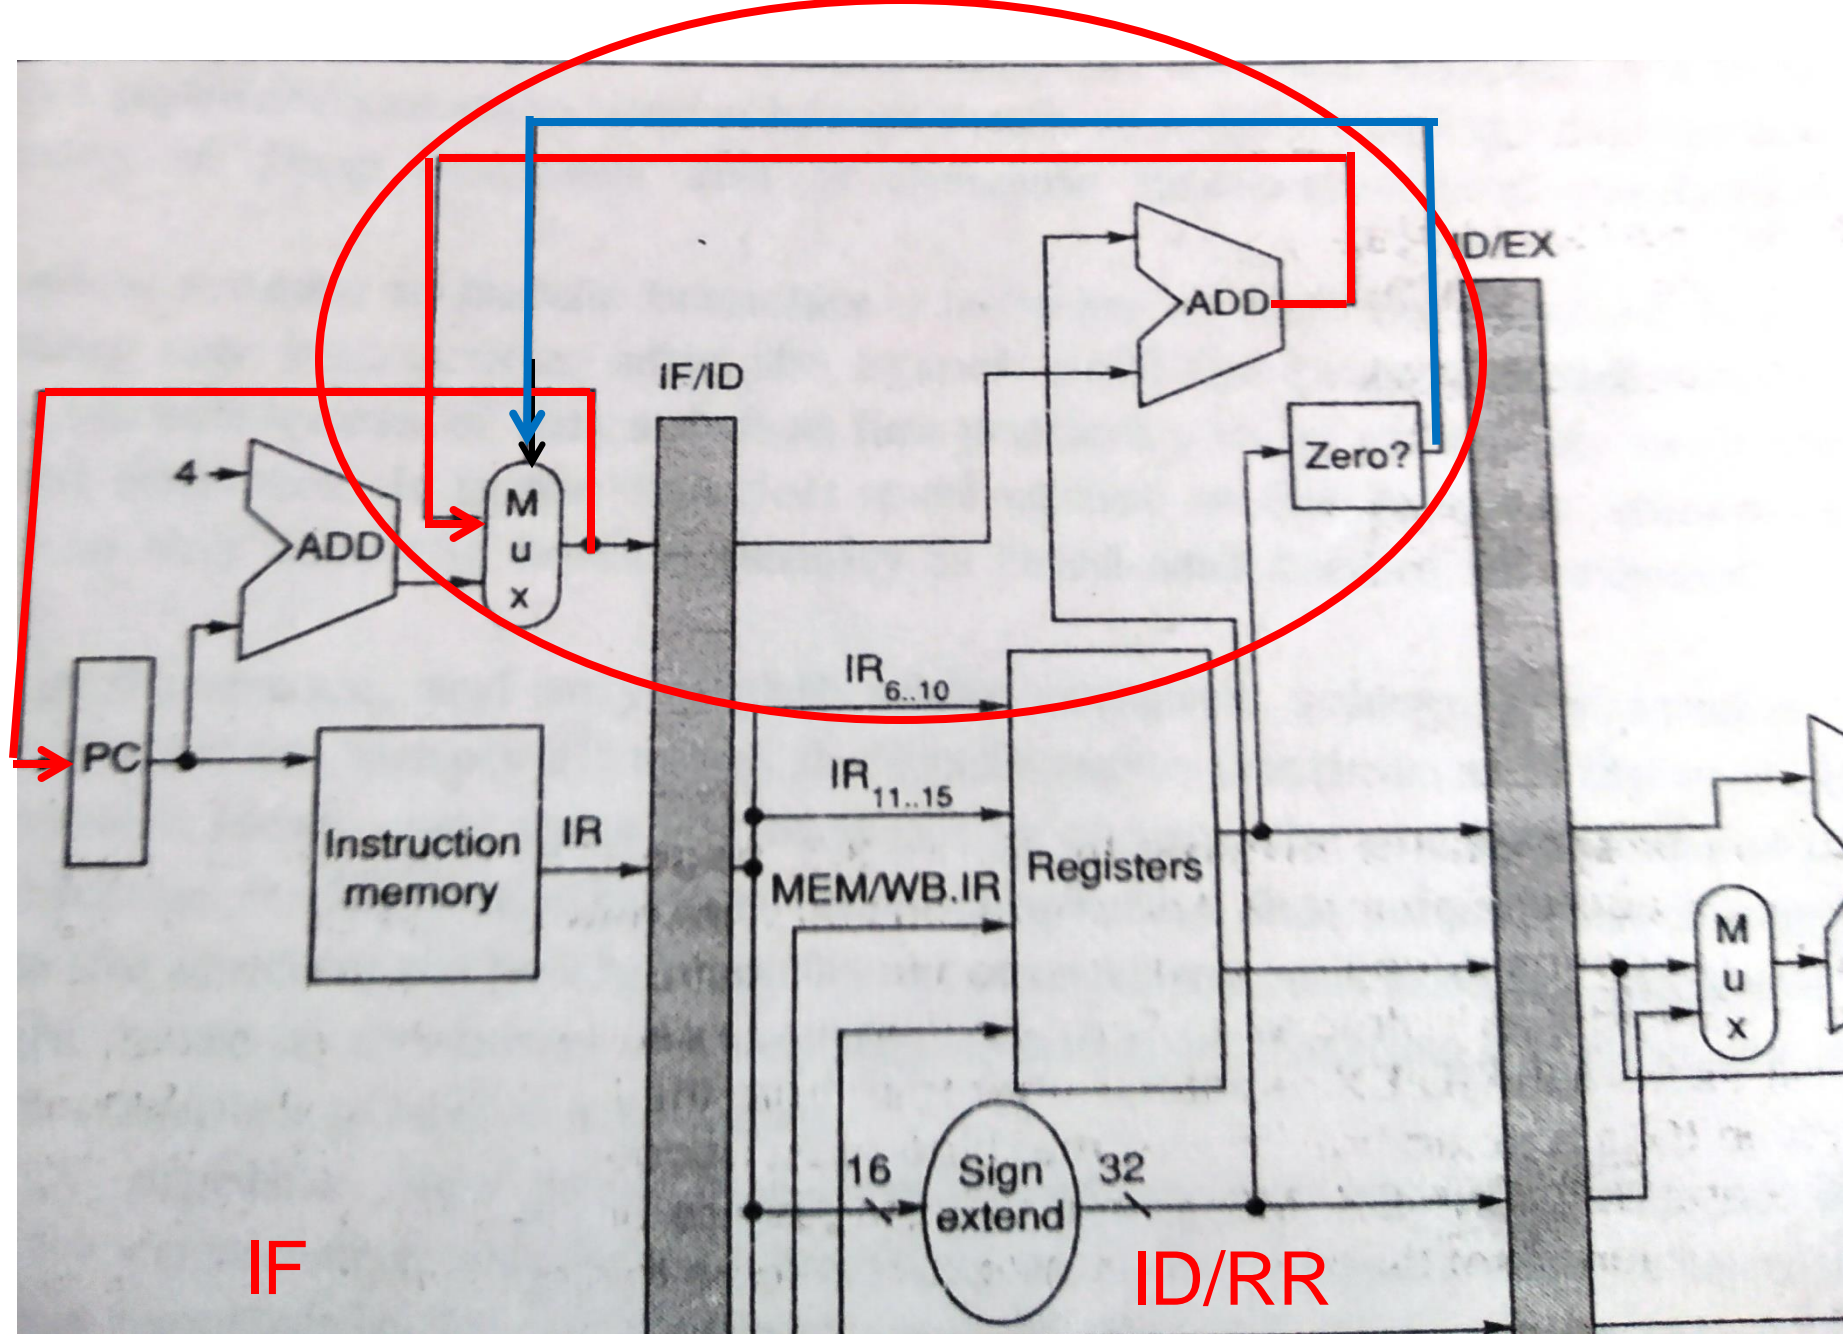 ID/EX
ADD
IF/ID
Zero?
4
ADD
M
u
x
IR6..10
PC
IR11..15
IR
Instruction
memory
Registers
MEM/WB.IR
M
u
x
16
Sign
extend
32
IF
ID/RR